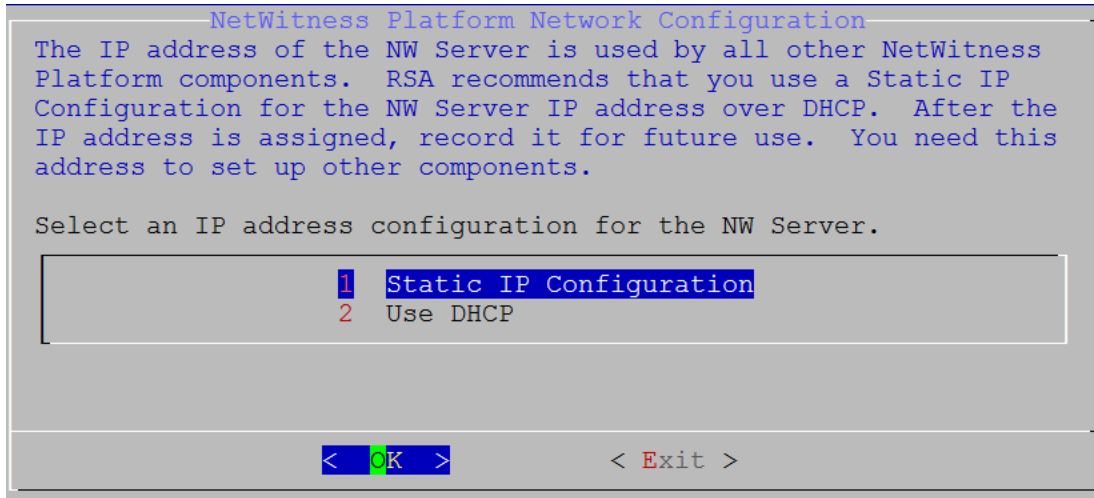 NetWitness Platform Network Configuration
The IP address of the NW Server is used by all other NetWitness
Platform components.  RSA recommends that you use a Static IP
Configuration for the NW Server IP address over DHCP.  After the
IP address is assigned, record it for future use.  You need this
address to set up other components.
Select an IP address configuration for the NW Server.
1  Static IP Configuration
2  Use DHCP
<  OK  >          < Exit >